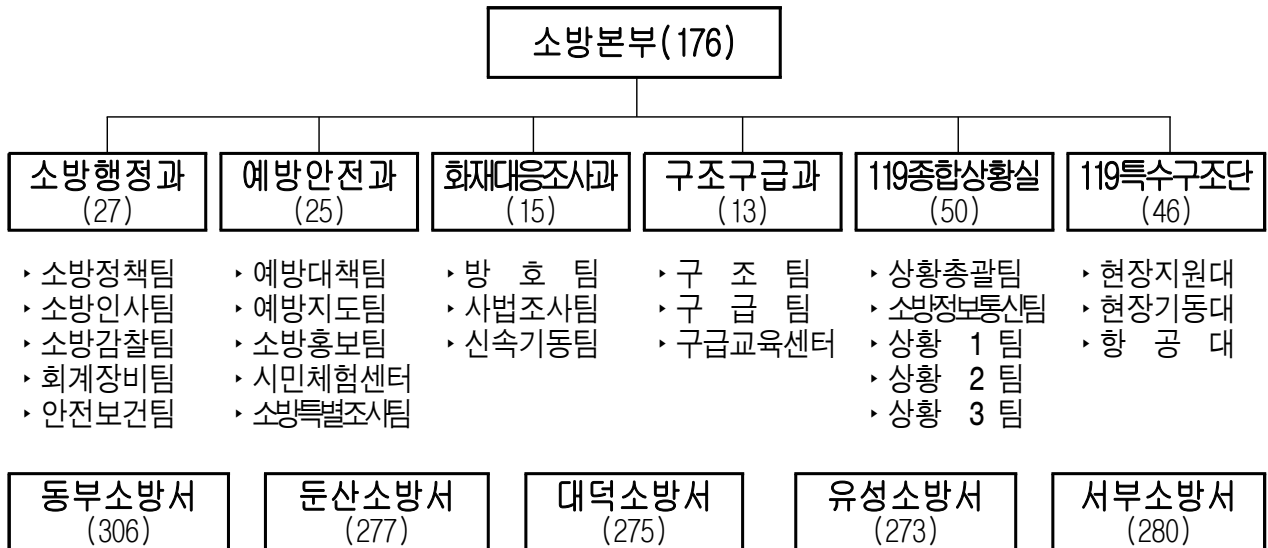 소방본부(176)
소방행정과
(27)
예방안전과
(25)
화재대응조사과
(15)
구조구급과
(13)
119종합상황실
(50)
119특수구조단
(46)
‣ 소방정책팀
‣ 소방인사팀
‣ 소방감찰팀
‣ 회계장비팀
‣ 안전보건팀
‣ 예방대책팀
‣ 예방지도팀
‣ 소방홍보팀
‣ 시민체험센터
‣ 소방특별조사팀
‣ 방 호 팀
‣ 사법조사팀
‣ 신속기동팀
‣ 구 조 팀
‣ 구 급 팀
‣ 구급교육센터
‣ 상황총괄팀
‣ 소방정보통신팀
‣ 상황 1 팀
‣ 상황 2 팀
‣ 상황 3 팀
‣ 현장지원대
‣ 현장기동대
‣ 항 공 대
동부소방서
(306)
둔산소방서
(277)
대덕소방서
(275)
유성소방서
(273)
서부소방서
(280)